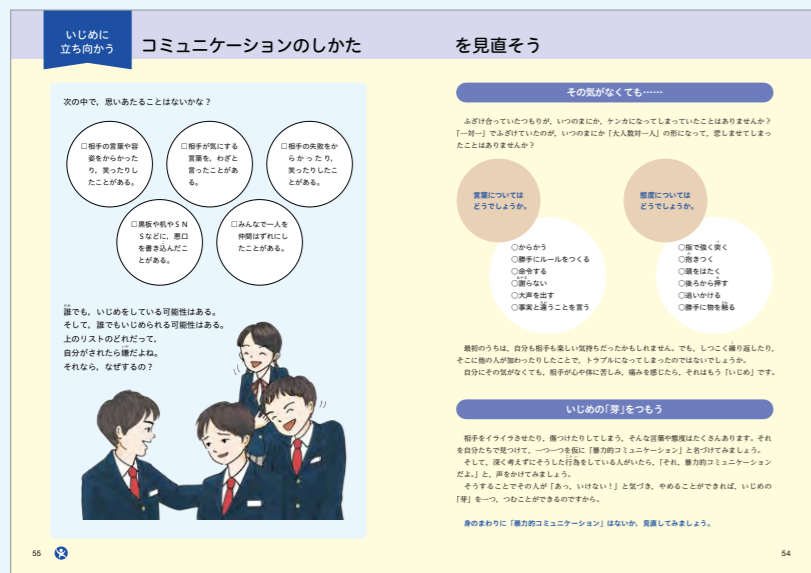 いじめに
立ち向かう
コミュニケーションのしかた
を見直そう
次の中で，思いあたることはないかな？
□相手の言葉や容
姿をからかった
り，笑ったりし
たことがある。
□相手が気にする
言葉を，わざと
言ったことがあ
る。
□相手の失敗をか
らかったり，
笑ったりしたこ
とがある。
□黒板や机やＳＮ
Ｓなどに，悪口
を書き込んだこ
とがある。
□みんなで一人を
仲間はずれにし
たことがある。
誰でも，いじめをしている可能性はある。
そして，誰でもいじめられる可能性はある。
上のリストのどれだって，
自分がされたら嫌だよね。
それなら，なぜするの？
55
その気がなくても……
ふざけ合っていたつもりが，いつのまにか，ケンカになってしまっていたことはありませんか？
「一対一」でふざけていたのが，いつのまにか「大人数対一人」の形になって，悲しませてしまっ
たことはありませんか？
言葉については
どうでしょうか。
○からかう
○勝手にルールをつくる
○命令する
○謝らない
○大声を出す
○事実と違うことを言う
態度については
どうでしょうか。
○指で強く突く
○抱きつく
○頭をはたく
○後ろから押す
○追いかける
○勝手に物を触る
最初のうちは，自分も相手も楽しい気持ちだったかもしれません。でも，しつこく繰り返したり，
そこに他の人が加わったりしたことで，トラブルになってしまったのではないでしょうか。
自分にその気がなくても，相手が心や体に苦しみ，痛みを感じたら，それはもう「いじめ」です。
いじめの「芽」をつもう
相手をイライラさせたり，傷つけたりしてしまう，そんな言葉や態度はたくさんあります。それ
を自分たちで見つけて，一つ一つを仮に「暴力的コミュニケーション」と名づけてみましょう。
そして，深く考えずにそうした行為をしている人がいたら，「それ，暴力的コミュニケーション
だよ。」と，声をかけてみましょう。
そうすることでその人が「あっ，いけない！」と気づき，やめることができれば，いじめの
「芽」を一つ，つむことができるのですから。
身のまわりに「暴力的コミュニケーション」はないか，見直してみましょう。
54